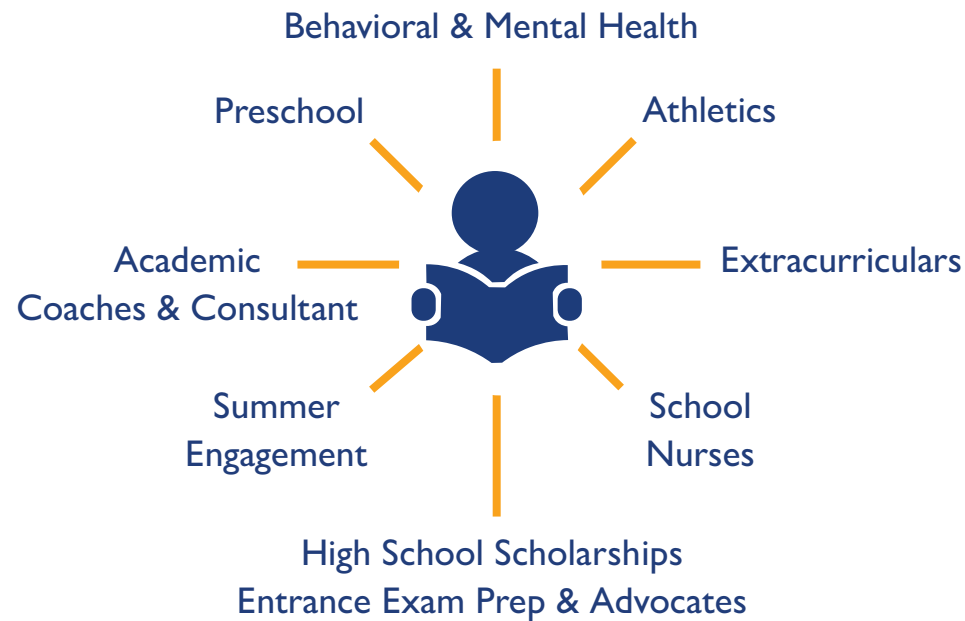 Behavioral & Mental Health
Preschool
Athletics
Academic
Coaches & Consultant
Extracurriculars
Summer
Engagement
School
Nurses
High School Scholarships
Entrance Exam Prep & Advocates